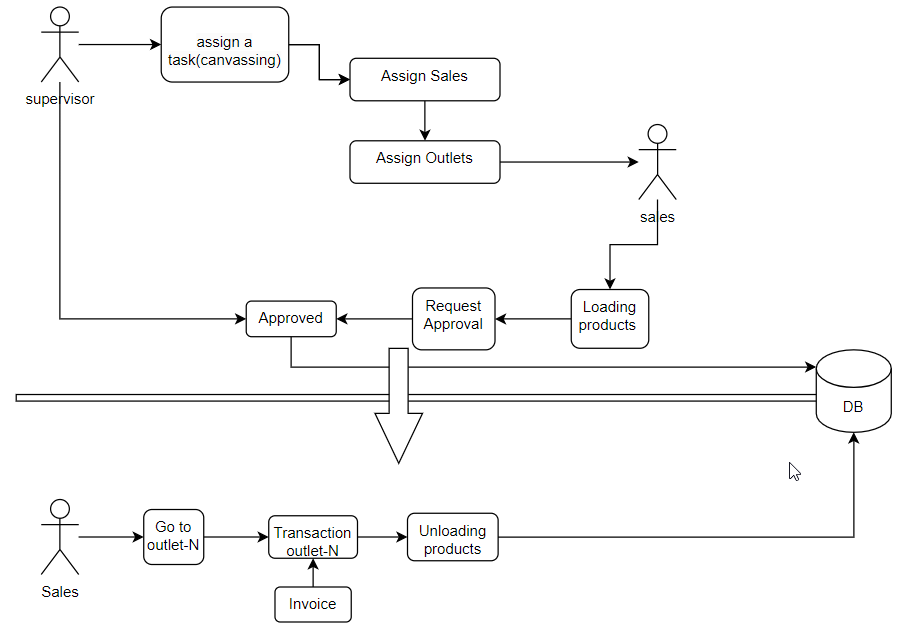 assign a
task(canvassing)
Assign Sales
supervisor
Assign Outlets
sales
Request
Approval
Loading
products
Approved
DB
Go to
outlet-N
Transaction
outlet-N
Unloading
products
Sales
Invoice